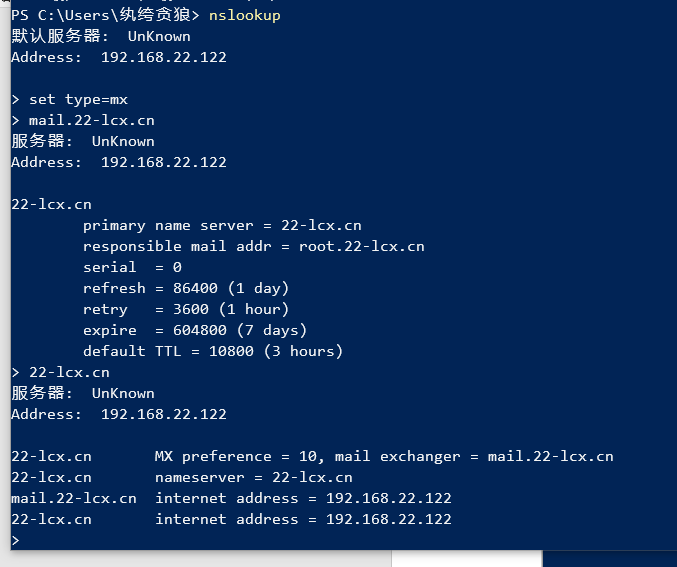 PS C:\Users\纨绔贪狼> nslookup
默认服务器:  UnKnown
Address:  192.168.22.122
> set type=mx
> mail.22-lcx.cn
服务器:  UnKnown
Address:  192.168.22.122
22-lcx.cn
primary name server = 22-lcx.cn
responsible mail addr = root.22-lcx.cn
serial  = 0
refresh = 86400 (1 day)
retry   = 3600 (1 hour)
expire  = 604800 (7 days)
default TTL = 10800 (3 hours)
> 22-lcx.cn
服务器:  UnKnown
Address:  192.168.22.122
22-lcx.cn       MX preference = 10, mail exchanger = mail.22-lcx.cn
22-lcx.cn       nameserver = 22-lcx.cn
mail.22-lcx.cn  internet address = 192.168.22.122
22-lcx.cn       internet address = 192.168.22.122
>